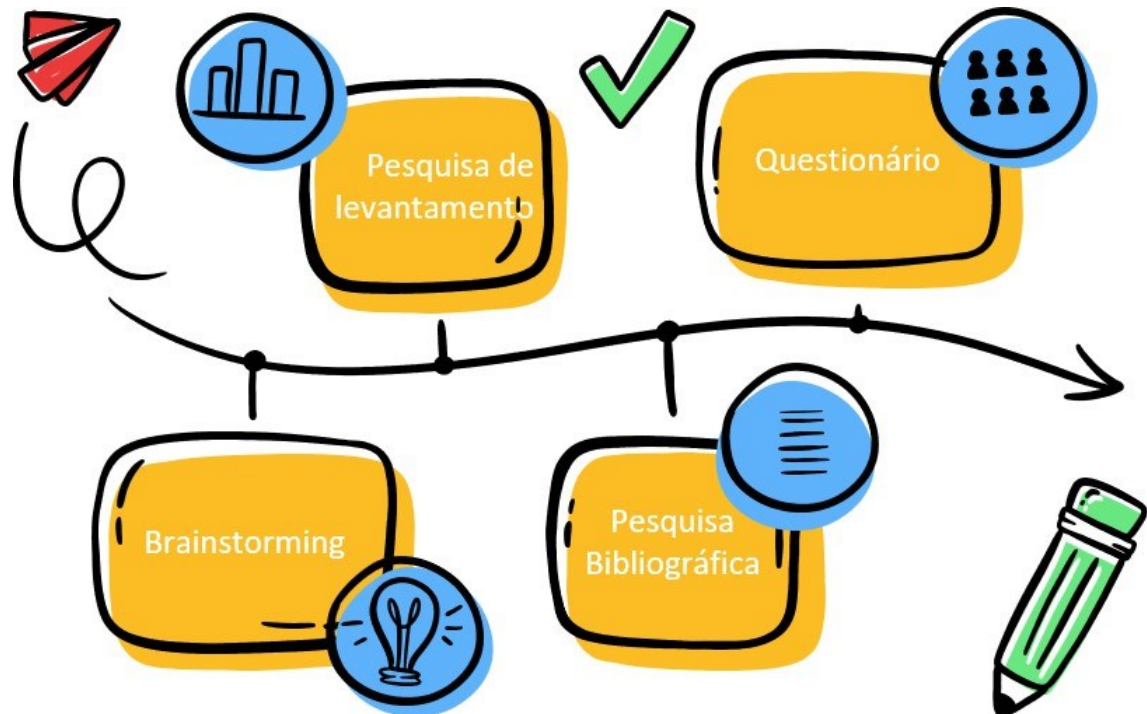 Pesquisa de
levantamento
Questionário
Brainstorming
Pesquisa
Bibliográfica